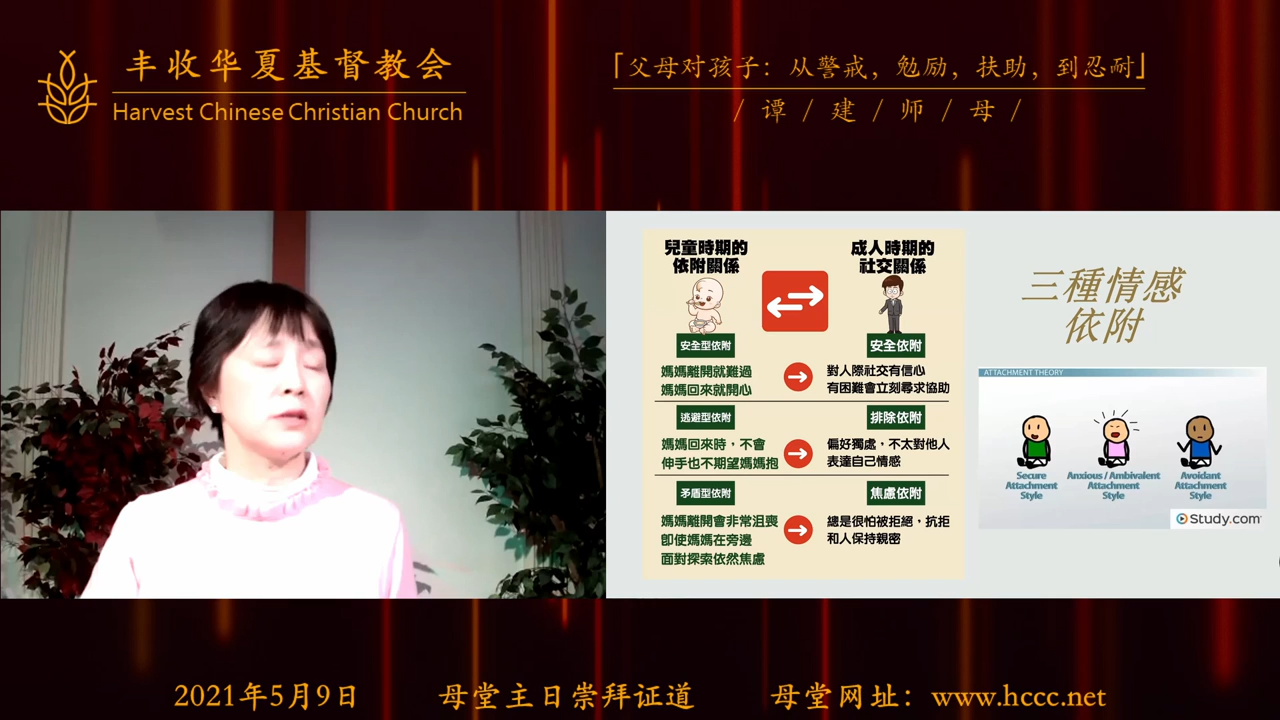 丰收华夏基督教会
Harvest Chinese Christian Church
「父母对孩子：从警戒，勉励，扶助，到忍耐」
/ 谭 / 建 / 师 / 母 /
兒童時期的
依附關係
成人時期的
社交關係
安全型依附
安全依附
媽媽離開就難過
媽媽回來就開心
對人際社交有信心
有困難會立刻尋求協助
逃避型依附
排除依附
媽媽回來時，不會
伸手也不期望媽媽抱
偏好獨處，不太對他人
表達自己情感
矛盾型依附
焦慮依附
媽媽離開會非常沮喪
即使媽媽在旁邊
面對探索依然焦慮
總是很怕被拒絕，抗拒
和人保持親密
三種情感
依附
ATTACHMENT THEORY
Secure
Attachment
Style
Anxious / Ambivalent
Attachment
Style
Avoidant
Attachment
Style
Study.com
2021年5月9日
母堂主日崇拜证道
母堂网址：www.hccc.net